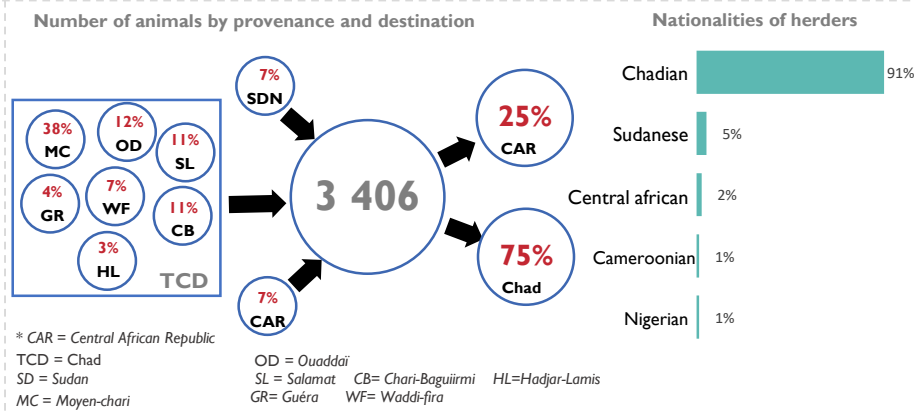 Number of animals by provenance and destination
38%
MC
12%
OD
11%
SL
4%
GR
7%
WF
11%
CB
3%
HL
TCD
7%
SDN
7%
CAR
3 406
25%
CAR
75%
Chad
* CAR = Central African Republic
TCD = Chad
SD = Sudan
MC = Moyen-chari
OD = Ouaddaï
SL = Salamat CB= Chari-Baguiirmi HL=Hadjar-Lamis
GR= Guéra WF= Waddi-fira
Nationalities of herders
Chadian 91%
Sudanese 5%
Central african 2%
Cameroonian 1%
Nigerian 1%